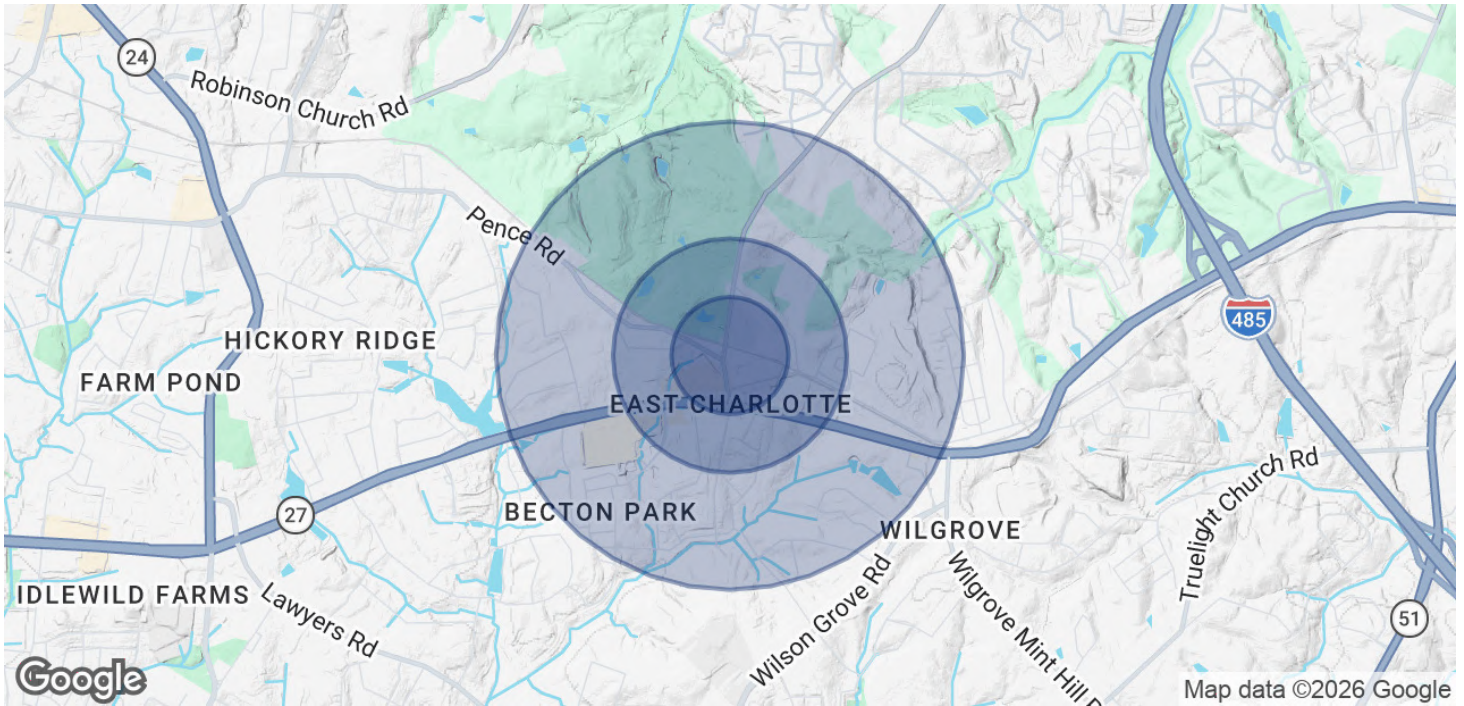 24
Robinson Church Rd
Pence Rd
485
HICKORY RIDGE
FARM POND
EAST CHARLOTTE
27
BECTON PARK
WILGROVE
Truelight Church Rd
IDLEWILD FARMS
Lawyers Rd
Wilson Grove Rd
Wilgrove Mint Hill
51
Google
Map data ©2026 Google